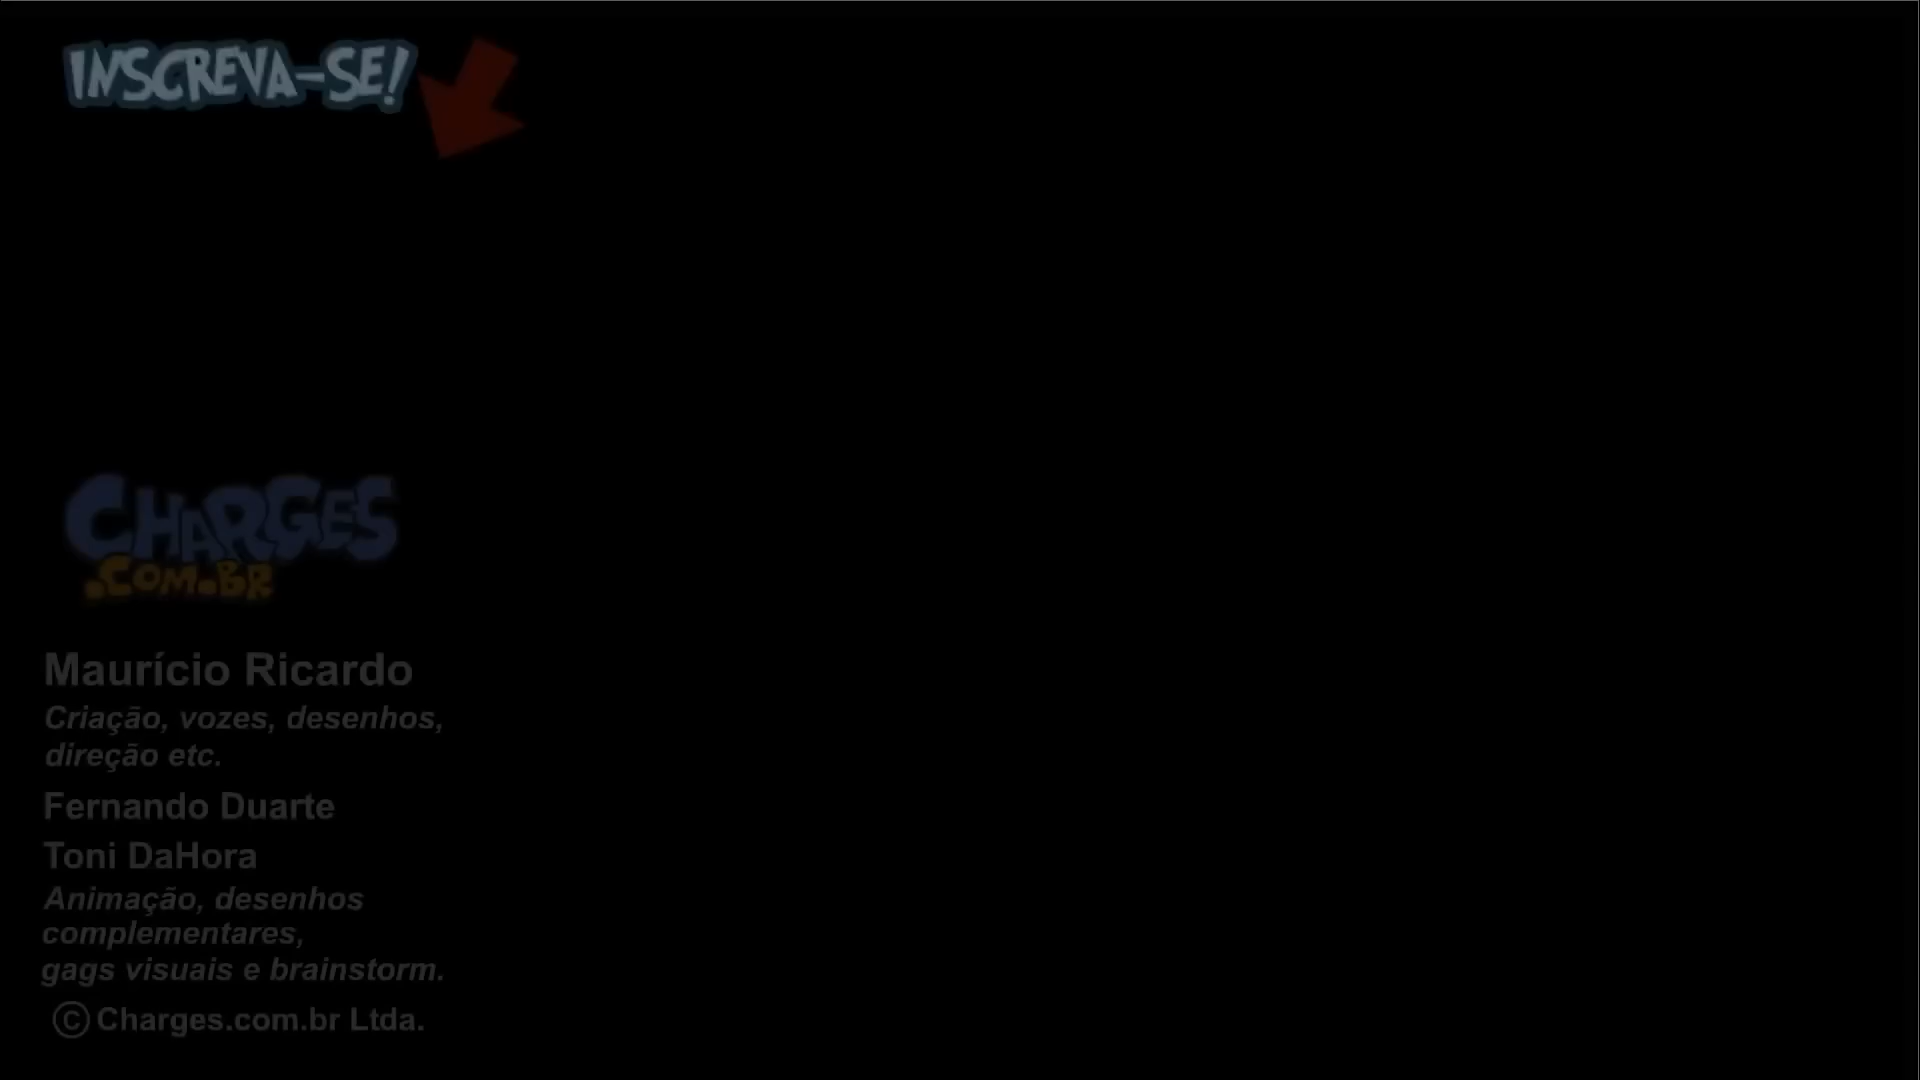 INSCREVA-SE!
CHARGES
.COM.BR
Maurício Ricardo
Criação, vozes, desenhos,
direção etc.
Fernando Duarte
Toni DaHora
Animação, desenhos
complementares,
gags visuais e brainstorm.
© Charges.com.br Ltda.